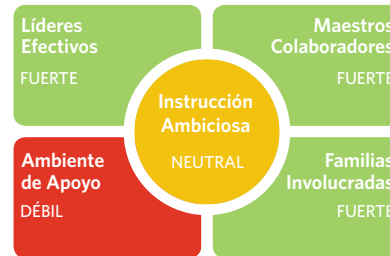 Líderes
Efectivos
FUERTE
Maestros
Colaboradores
FUERTE
Instrucción
Ambiciosa
NEUTRAL
Ambiente
de Apoyo
DÉBIL
Familias
Involucradas
FUERTE